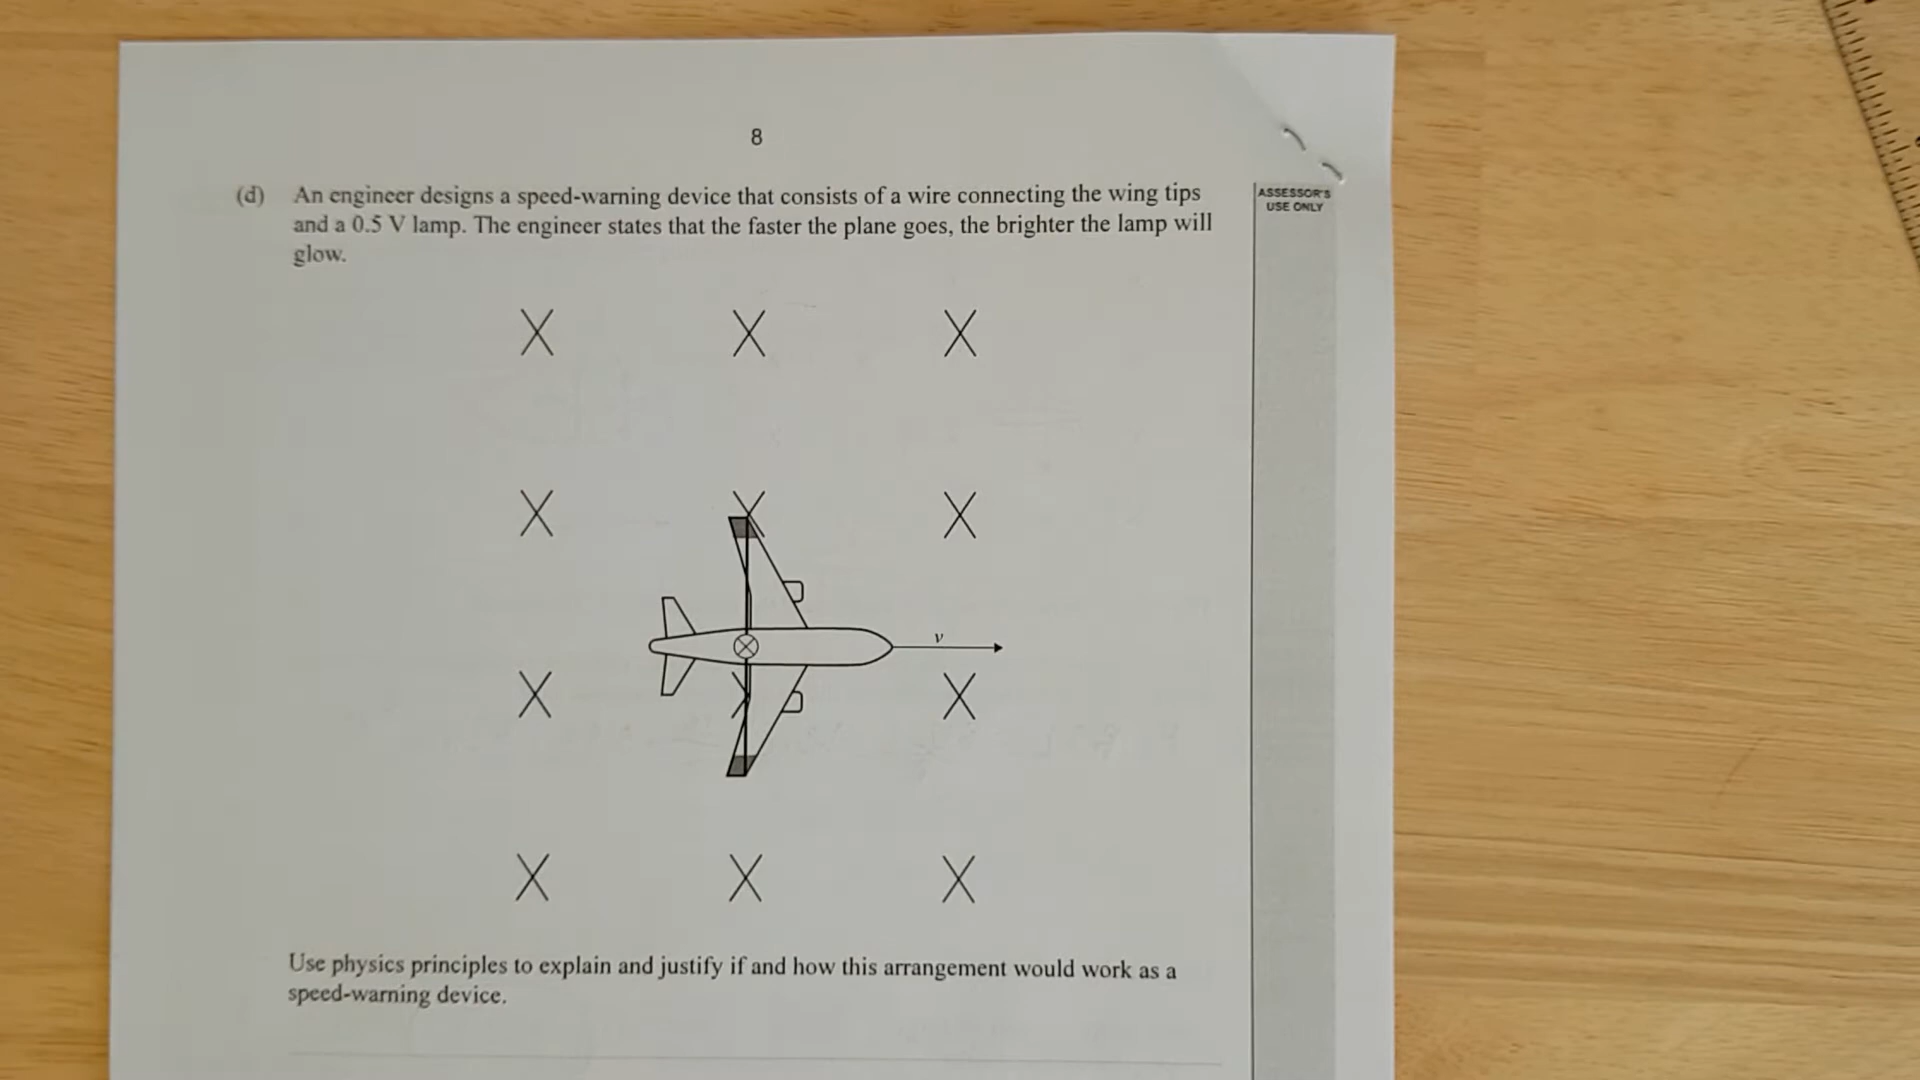 8
(d) An engineer designs a speed-warning device that consists of a wire connecting the wing tips
and a 0.5 V lamp. The engineer states that the faster the plane goes, the brighter the lamp will
glow.
ASSESSOR'S
USE ONLY
X X X
X X X
v
X X X
X X X
Use physics principles to explain and justify if and how this arrangement would work as a
speed-warning device.